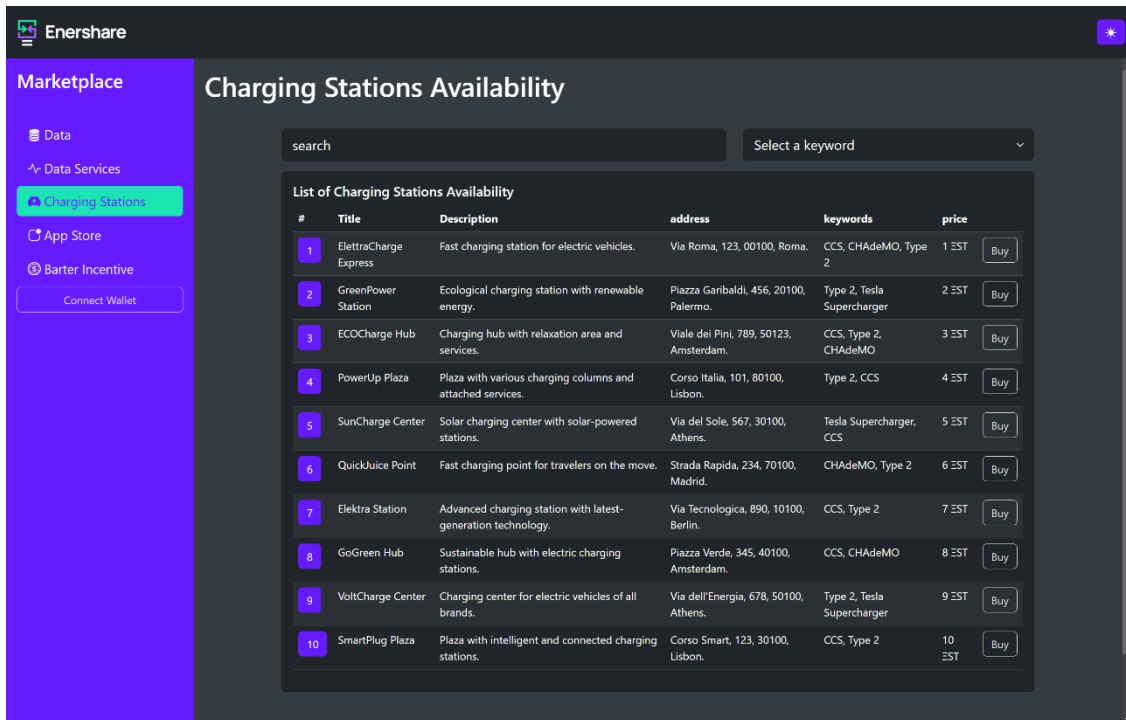 Enershare
Marketplace
Data
Data Services
Charging Stations
App Store
Barter Incentive
Connect Wallet
Charging Stations Availability
search
Select a keyword
List of Charging Stations Availability
# Title Description address keywords price
1 ElettraCharge Fast charging station for electric vehicles. Via Roma, 123, 00100, Roma. CCS, CHAdeMO, Type 1 ΞST Buy
Express 2
2 GreenPower Ecological charging station with renewable Piazza Garibaldi, 456, 20100, Type 2, Tesla 2 ΞST Buy
Station energy. Palermo. Supercharger
3 ECOCharge Hub Charging hub with relaxation area and Viale dei Pini, 789, 50123, CCS, Type 2, 3 ΞST Buy
services. Amsterdam. CHAdeMO
4 PowerUp Plaza Plaza with various charging columns and Corso Italia, 101, 80100, Type 2, CCS 4 ΞST Buy
attached services. Lisbon.
5 SunCharge Center Solar charging center with solar-powered Via del Sole, 567, 30100, Tesla Supercharger, 5 ΞST Buy
stations. Athens. CCS
6 QuickJuice Point Fast charging point for travelers on the move. Strada Rapida, 234, 70100, CHAdeMO, Type 2 6 ΞST Buy
Madrid.
7 Elektra Station Advanced charging station with latest- Via Tecnologica, 890, 10100, CCS, Type 2 7 ΞST Buy
generation technology. Berlin.
8 GoGreen Hub Sustainable hub with electric charging Piazza Verde, 345, 40100, CCS, CHAdeMO 8 ΞST Buy
stations. Amsterdam.
9 VoltCharge Center Charging center for electric vehicles of all Via dell'Energia, 678, 50100, Type 2, Tesla 9 ΞST Buy
brands. Athens. Supercharger
10 SmartPlug Plaza Plaza with intelligent and connected charging Corso Smart, 123, 30100, CCS, Type 2 10 Buy
stations. Lisbon. ΞST